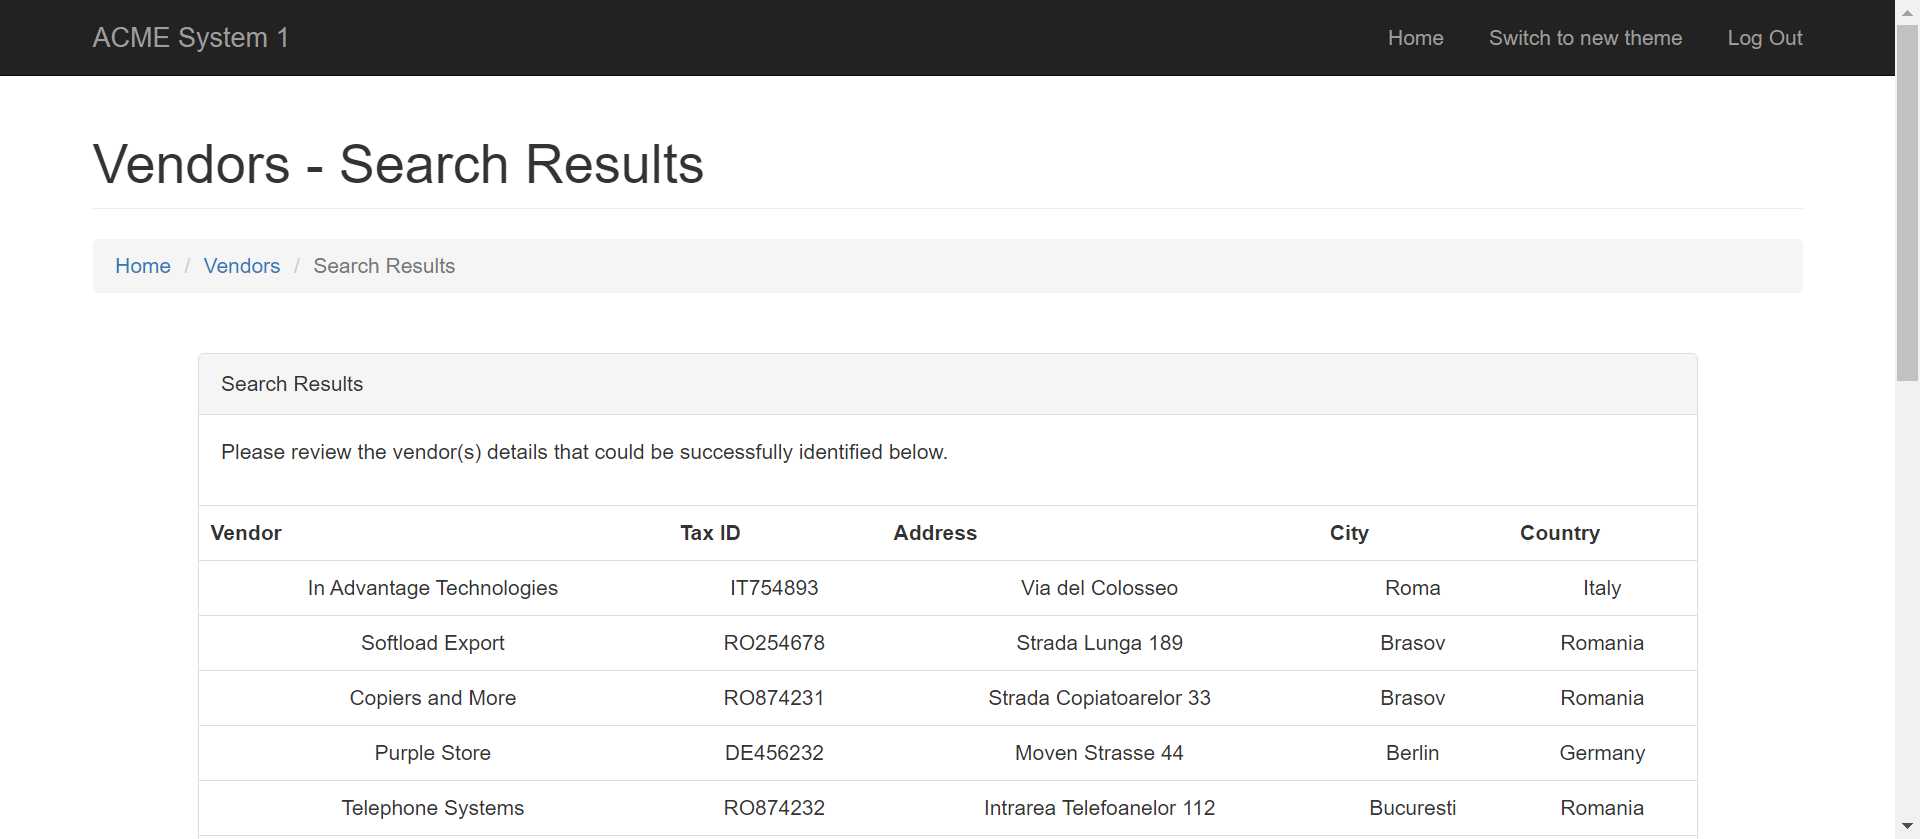 ACME System 1 Home Switch to new theme Log Out
Vendors - Search Results
Home / Vendors / Search Results
Search Results
Please review the vendor(s) details that could be successfully identified below.
Vendor Tax ID Address City Country
In Advantage Technologies IT754893 Via del Colosseo Roma Italy
Softload Export RO254678 Strada Lunga 189 Brasov Romania
Copiers and More RO874231 Strada Copiatoarelor 33 Brasov Romania
Purple Store DE456232 Moven Strasse 44 Berlin Germany
Telephone Systems RO874232 Intrarea Telefoanelor 112 Bucuresti Romania